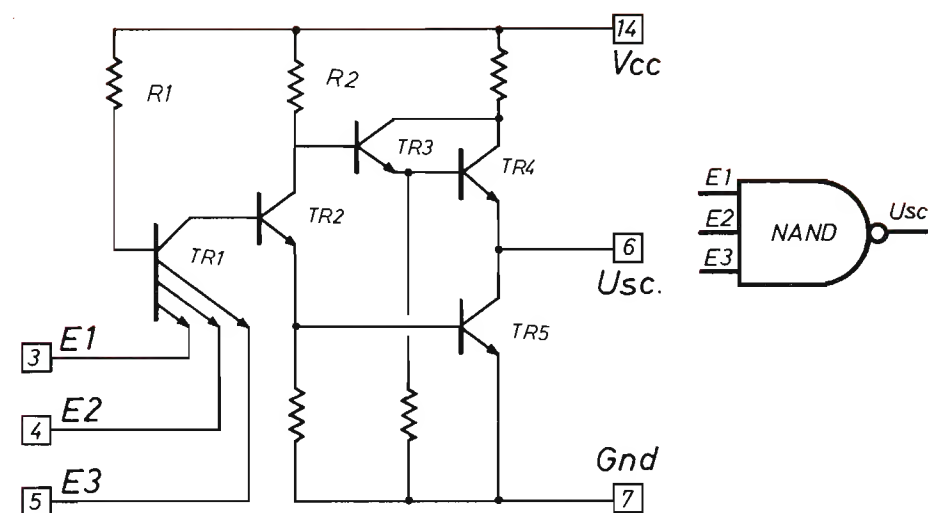 14
Vcc
R1
R2
TR3
TR4
TR2
TR1
6
Usc.
TR5
3
E1
4
E2
5
E3
Gnd
7
E1
E2
E3
NAND
Usc